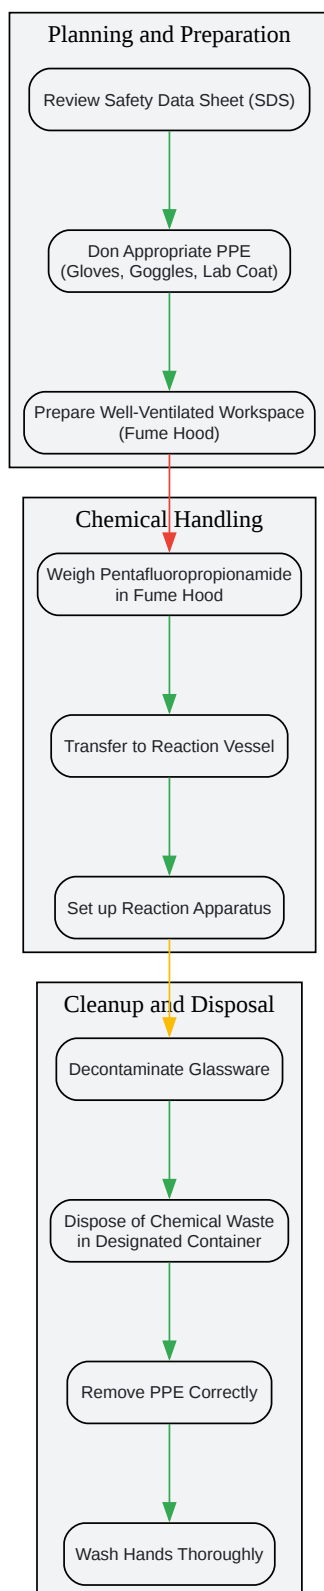 Planning and Preparation
Review Safety Data Sheet (SDS)
Don Appropriate PPE
(Gloves, Goggles, Lab Coat)
Prepare Well-Ventilated Workspace
(Fume Hood)
Chemical Handling
Weigh Pentafluoropropionamide
in Fume Hood
Transfer to Reaction Vessel
Set up Reaction Apparatus
Cleanup and Disposal
Decontaminate Glassware
Dispose of Chemical Waste
in Designated Container
Remove PPE Correctly
Wash Hands Thoroughly